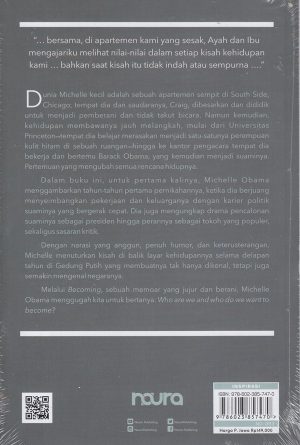 “... bersama, di apartemen kami yang sesak, Ayah dan Ibu
mengajariku melihat nilai-nilai dalam setiap kisah kehidupan
kami ... bahkan saat kisah itu tidak indah atau sempurna ....”
Dunia Michelle kecil adalah sebuah apartemen sempit di South Side,
Chicago; tempat dia dan saudaranya, Craig, dibesarkan dan dididik
untuk menjadi pemberani dan tidak takut bicara. Namun,
kehidupan membawanya jauh melangkah, mulai dari Universitas
Princeton—tempat dia belajar merasakan menjadi satu-satunya perempuan
kulit hitam di sebuah ruangan—hingga ke kantor pengacara tempat dia
bekerja dan bertemu Barack Obama, yang kemudian menjadi suaminya.
Pertemuan yang mengubah semua rencana hidupnya.
Dalam buku ini, untuk pertama kalinya, Michelle Obama
menggambarkan tahun-tahun pertama pernikahannya, ketika dia berjuang
menyeimbangkan pekerjaan dan keluarganya dengan karier politik
suaminya yang bergerak cepat. Dia juga mengungkap drama pencalonan
suaminya sebagai presiden hingga perannya sebagai tokoh yang populer,
sekaligus sasaran kritik.
Dengan narasi yang anggun, penuh humor, dan keterusterangan,
Michelle menuturkan kisah di balik layar kehidupannya selama delapan
tahun di Gedung Putih yang membuatnya tak hanya dikenal, tetapi juga
semakin mengenal negaranya.
Melalui Becoming, sebuah memoar yang jujur dan berani, Michelle
Obama menggugah kita untuk bertanya: Who are we and who do we want to
become?
noura
INSPIRASI
ISBN: 978-602-385-747-0
9 786023 857470
Harga P. Jawa Rp149.000